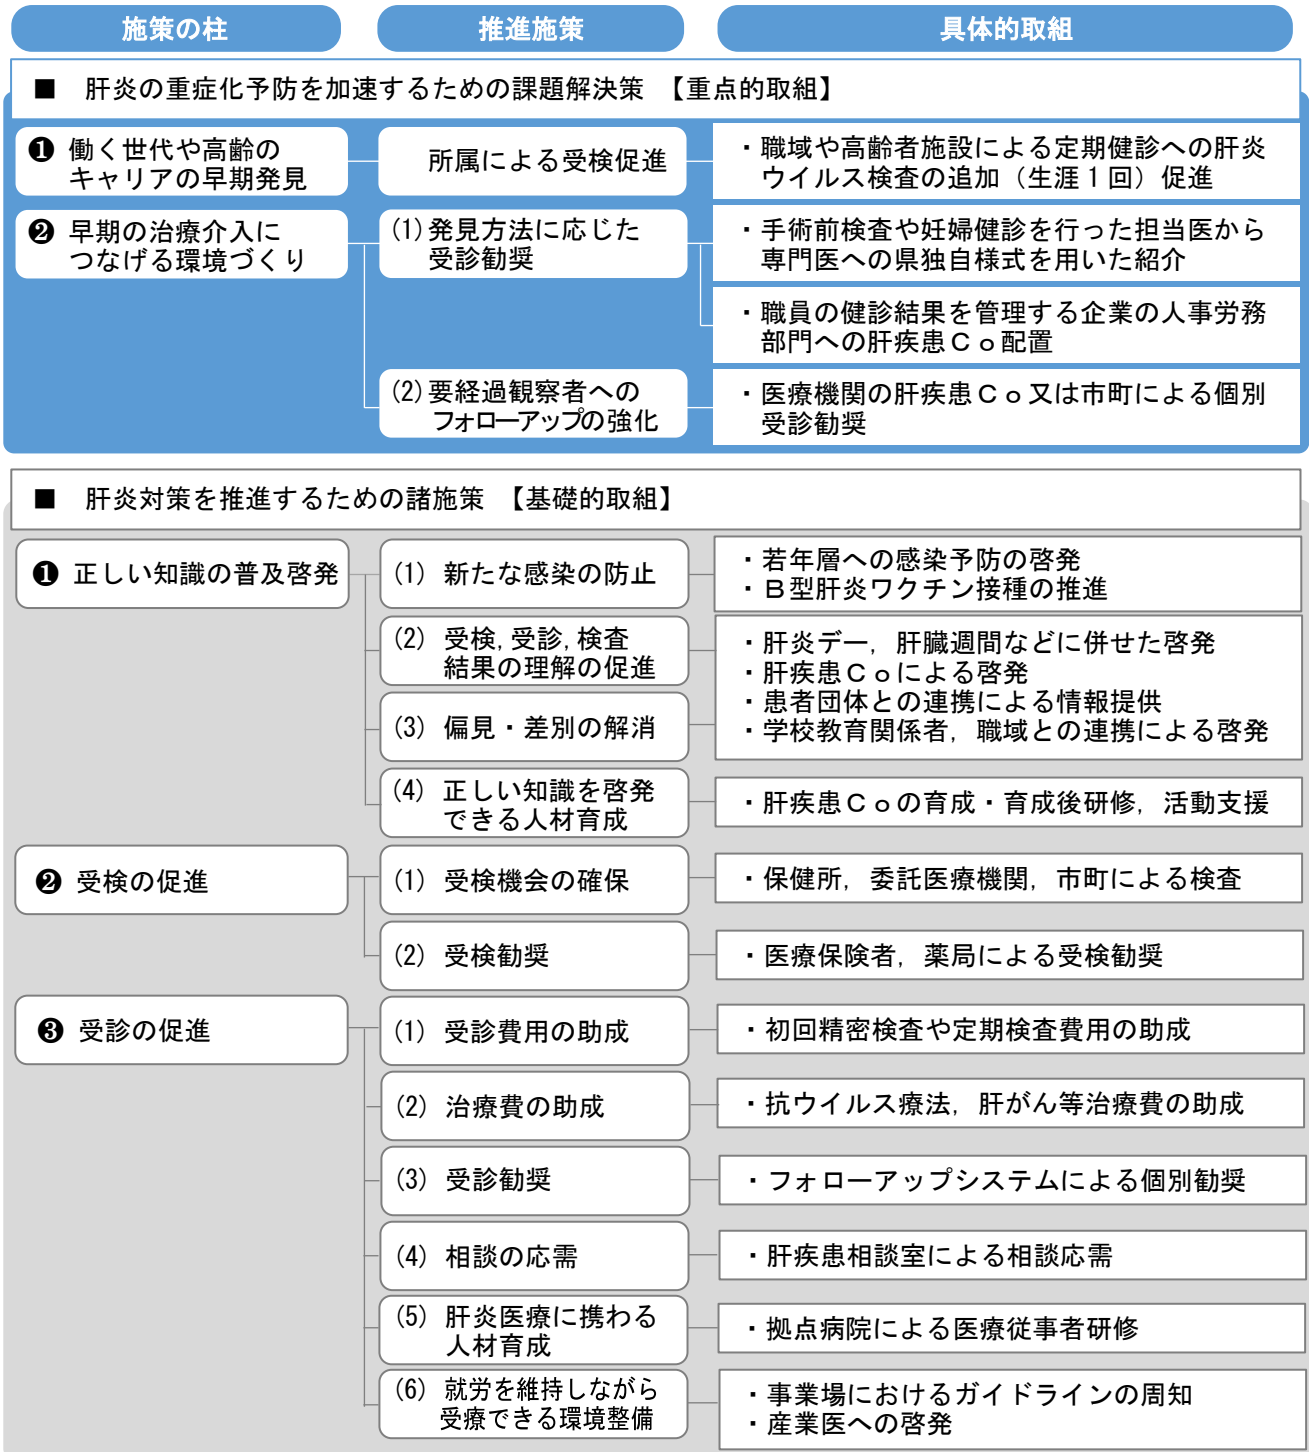 施策の柱
推進施策
具体的取組
■ 肝炎の重症化予防を加速するための課題解決策 【重点的取組】
❶ 働く世代や高齢の
キャリアの早期発見
所属による受検促進
・職域や高齢者施設による定期健診への肝炎
ウイルス検査の追加（生涯１回）促進
❷ 早期の治療介入に
つなげる環境づくり
(1)発見方法に応じた
受診勧奨
・手術前検査や妊婦健診を行った担当医から
専門医への県独自様式を用いた紹介
・職員の健診結果を管理する企業の人事労務
部門への肝疾患Ｃｏ配置
(2)要経過観察者への
フォローアップの強化
・医療機関の肝疾患Ｃｏ又は市町による個別
受診勧奨
■ 肝炎対策を推進するための諸施策 【基礎的取組】
❶ 正しい知識の普及啓発
(1) 新たな感染の防止
・若年層への感染予防の啓発
・Ｂ型肝炎ワクチン接種の推進
(2) 受検,受診,検査
結果の理解の促進
(3) 偏見・差別の解消
・肝炎デー，肝臓週間などに併せた啓発
・肝疾患Ｃｏによる啓発
・患者団体との連携による情報提供
・学校教育関係者，職域との連携による啓発
(4) 正しい知識を啓発
できる人材育成
・肝疾患Ｃｏの育成・育成後研修，活動支援
❷ 受検の促進
(1) 受検機会の確保
・保健所，委託医療機関，市町による検査
(2) 受検勧奨
・医療保険者，薬局による受検勧奨
❸ 受診の促進
(1) 受診費用の助成
・初回精密検査や定期検査費用の助成
(2) 治療費の助成
・抗ウイルス療法，肝がん等治療費の助成
(3) 受診勧奨
・フォローアップシステムによる個別勧奨
(4) 相談の応需
・肝疾患相談室による相談応需
(5) 肝炎医療に携わる
人材育成
・拠点病院による医療従事者研修
(6) 就労を維持しながら
受療できる環境整備
・事業場におけるガイドラインの周知
・産業医への啓発